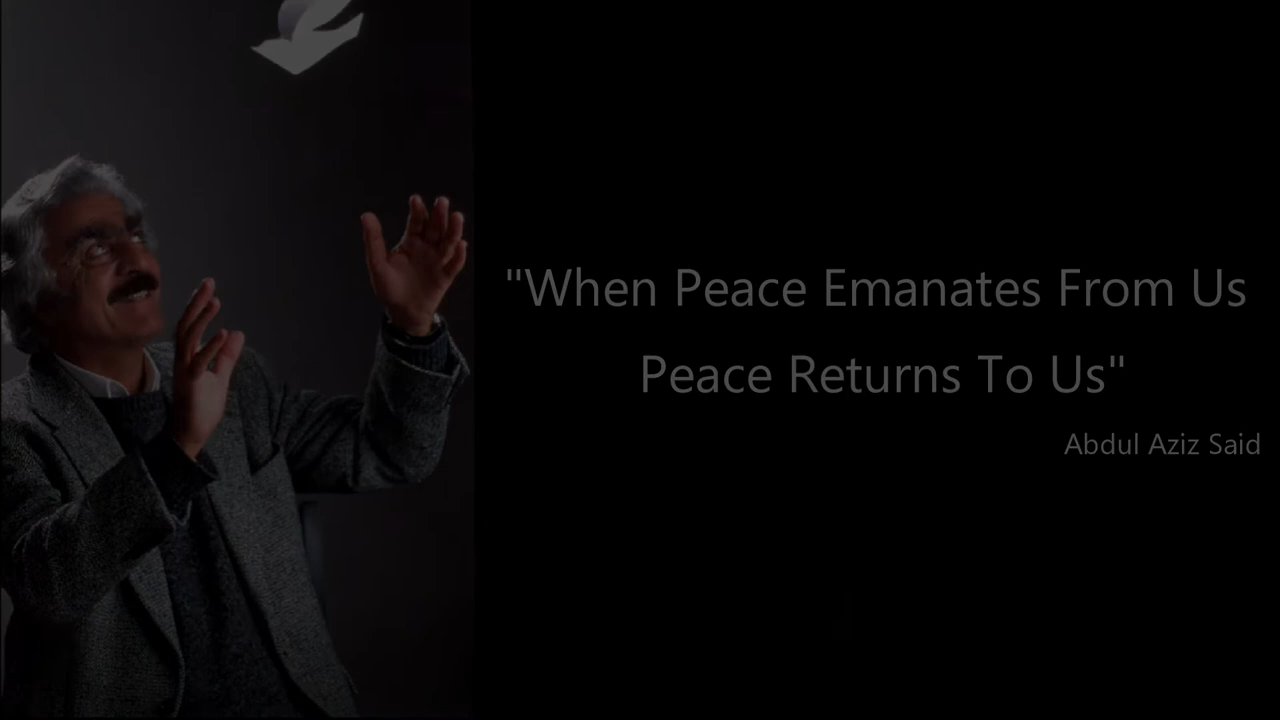 "When Peace Emanates From Us
Peace Returns To Us"
Abdul Aziz Said